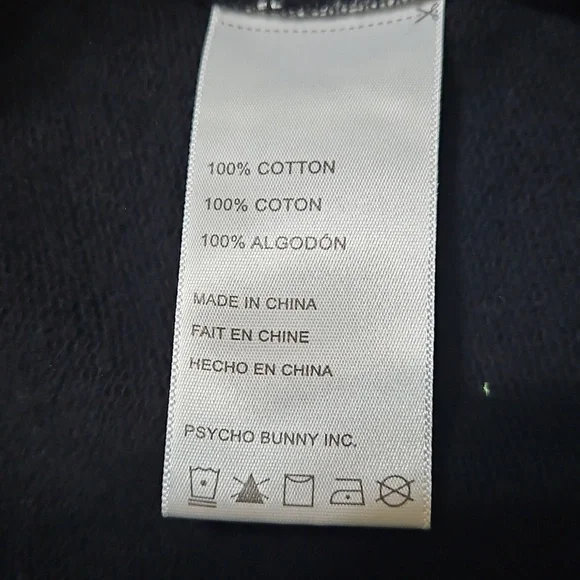 100% COTTON
100% COTON
100% ALGODÓN
MADE IN CHINA
FAIT EN CHINE
HECHO EN CHINA
PSYCHO BUNNY INC.